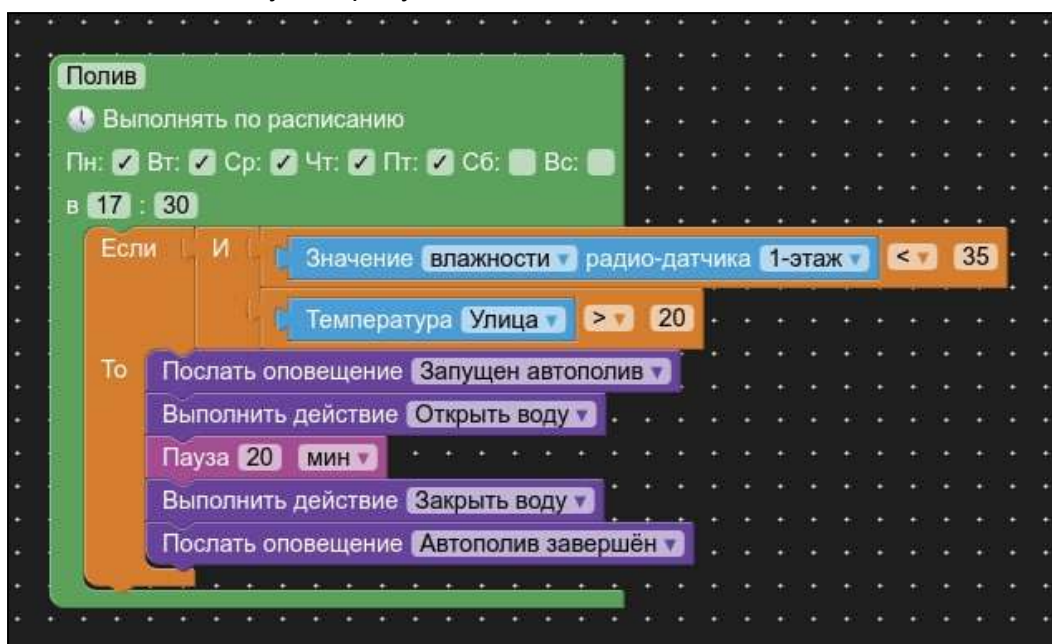 Полив
Выполнять по расписанию
Пн: Вт: Ср: Чт: Пт: Сб: Вс:
в 17 : 30
Если И Значение влажности радио-датчика 1-этаж < 35
Температура Улица > 20
То Послать оповещение Запущен автополив
Выполнить действие Открыть воду
Пауза 20 мин
Выполнить действие Закрыть воду
Послать оповещение Автополив завершён